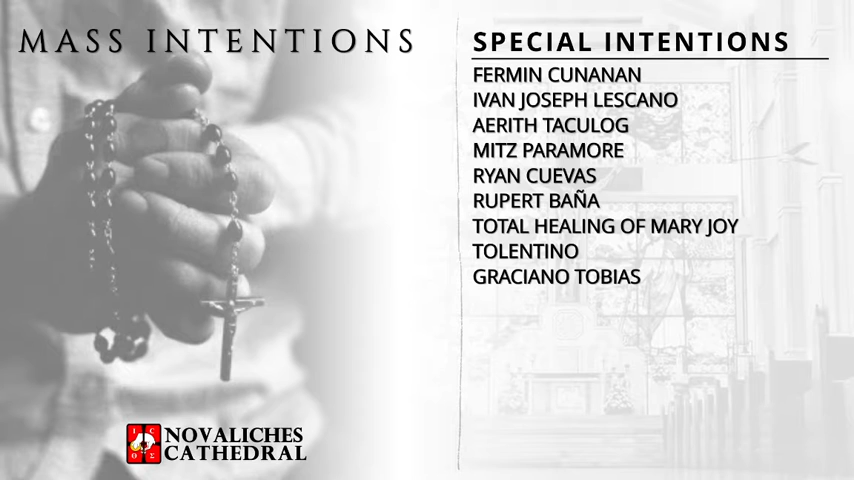 MASS INTENTIONS
SPECIAL INTENTIONS
FERMIN CUNANAN
IVAN JOSEPH LESCANO
AERITH TACULOG
MITZ PARAMORE
RYAN CUEVAS
RUPERT BAÑA
TOTAL HEALING OF MARY JOY
TOLENTINO
GRACIANO TOBIAS
NOVALICHES
CATHEDRAL